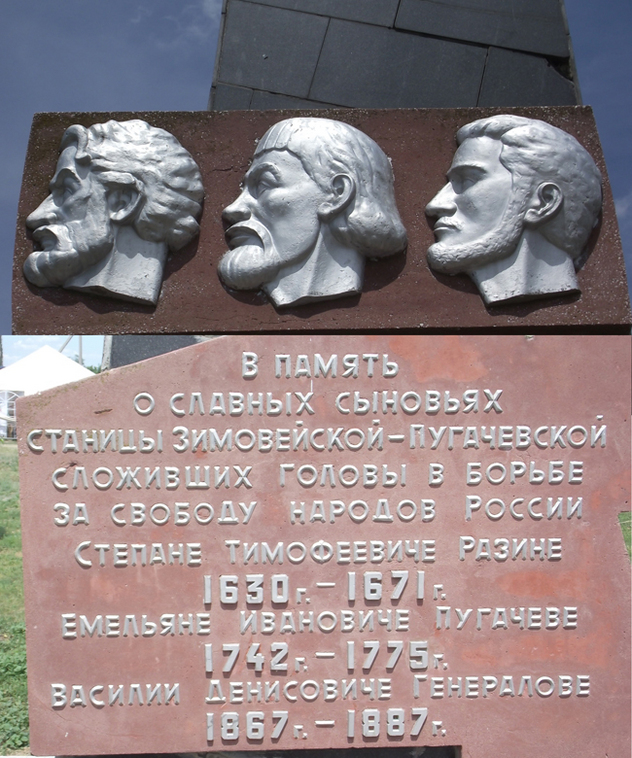 В ПАМЯТЬ
О СЛАВНЫХ СЫНОВЬЯХ
СТАНИЦЫ ЗИМОВЕЙСКОЙ–ПУГАЧЕВСКОЙ
СЛОЖИВШИХ ГОЛОВЫ В БОРЬБЕ
ЗА СВОБОДУ НАРОДОВ РОССИИ
СТЕПАНЕ ТИМОФЕЕВИЧЕ РАЗИНЕ
1630 Г. – 1671 Г.
ЕМЕЛЬЯНЕ ИВАНОВИЧЕ ПУГАЧЕВЕ
1742 Г. – 1775 Г.
ВАСИЛИИ ДЕНИСОВИЧЕ ГЕНЕРАЛОВЕ
1867 Г. – 1887 Г.